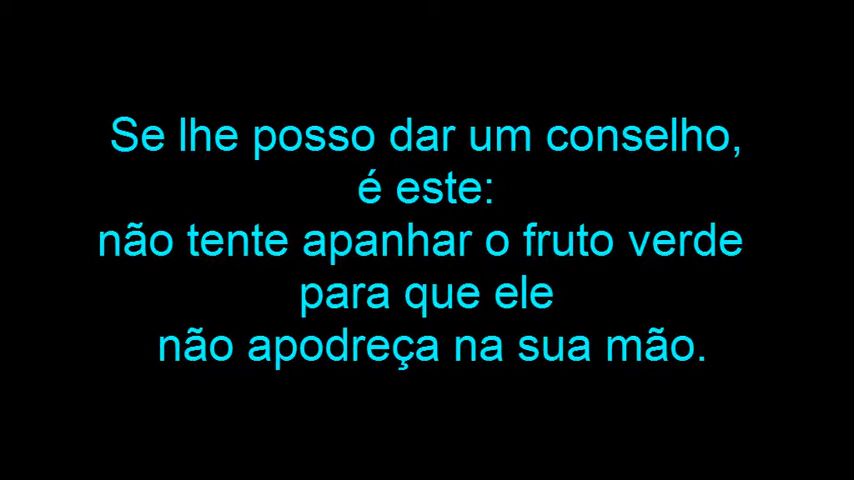 Se lhe posso dar um conselho,
é este:
não tente apanhar o fruto verde
para que ele
não apodreça na sua mão.